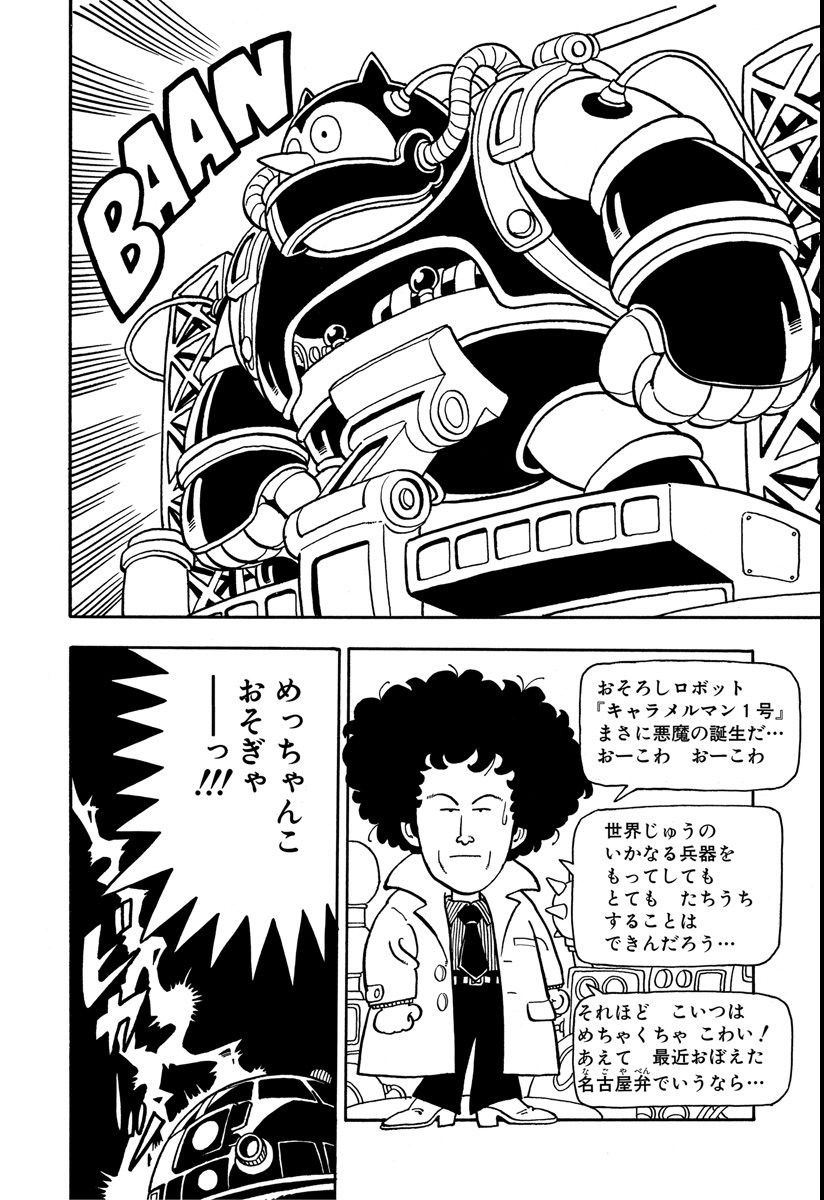 BAAN
おそろしロボット
『キャラメルマン1号』
まさに悪魔の誕生だ…
おーこわ　おーこわ
世界じゅうの
いかなる兵器を
もってしても
とても　たちうち
することは
できんだろう…
それほど　こいつは
めちゃくちゃ　こわい！
あえて　最近おぼえた
名古屋弁でいうなら…
なごやべん
めっちゃんこ
おそぎゃ
ーっ!!!